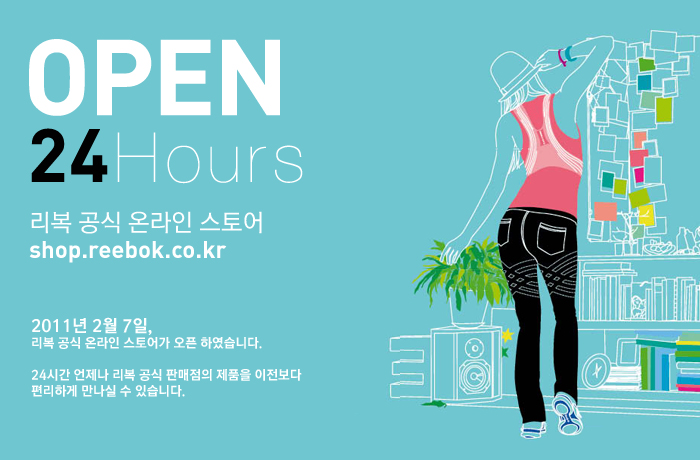 OPEN
24Hours
리복 공식 온라인 스토어
shop.reebok.co.kr
2011년 2월 7일,
리복 공식 온라인 스토어가 오픈 하였습니다.
24시간 언제나 리복 공식 판매점의 제품을 이전보다
편리하게 만나실 수 있습니다.